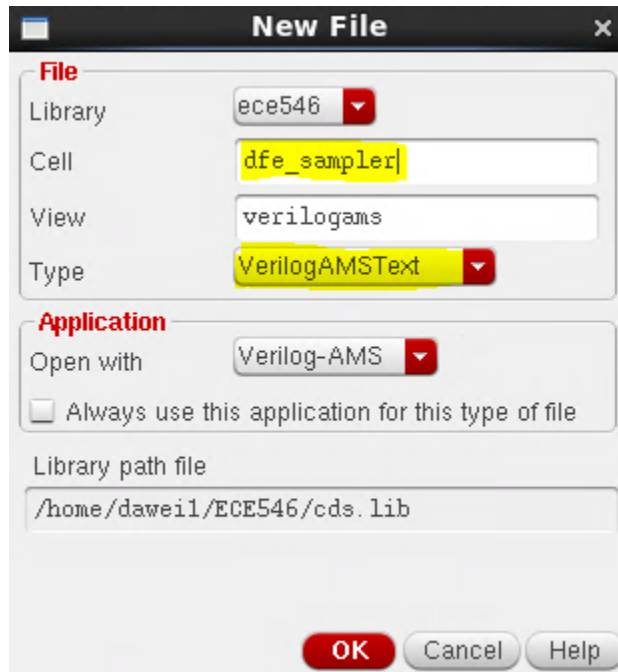 New File
File
Library ece546
Cell dfe_sampler
View verilogams
Type VerilogAMSText
Application
Open with Verilog-AMS
Always use this application for this type of file
Library path file
/home/dawei1/ECE546/cds.lib
OK Cancel Help